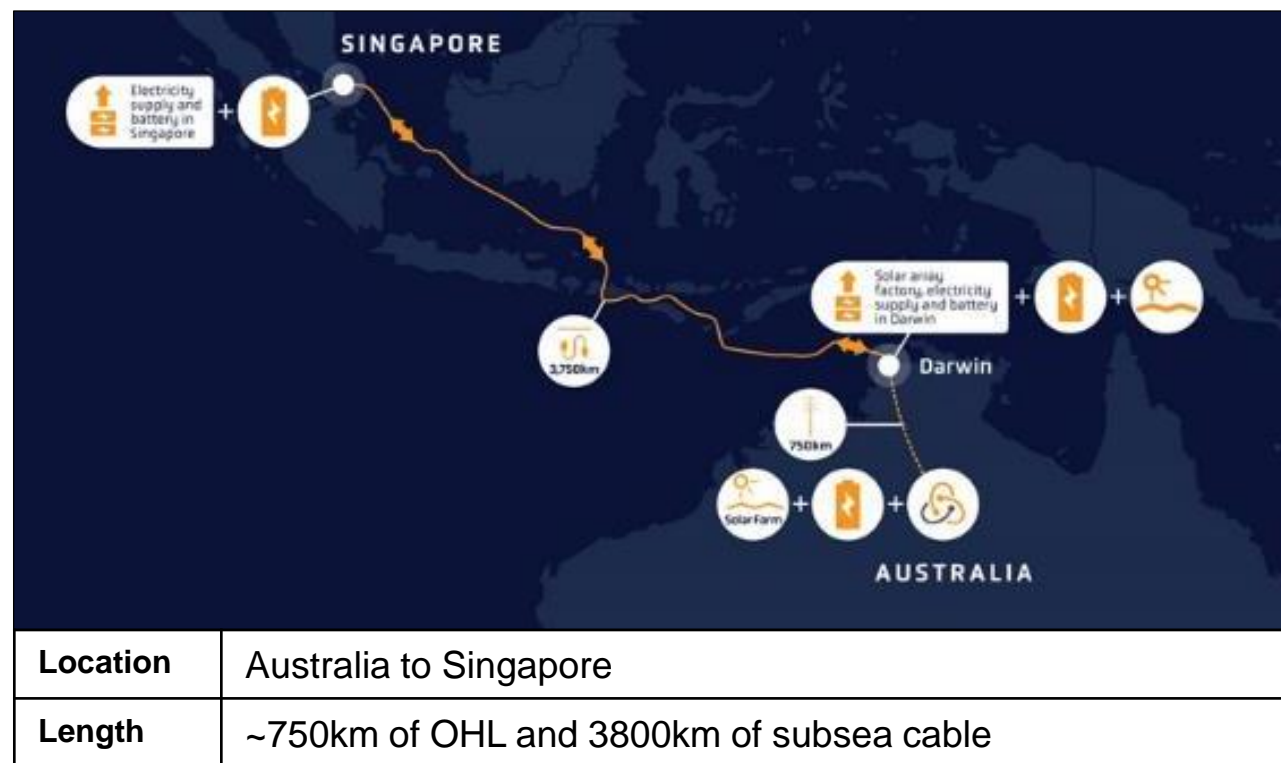 SINGAPORE
Electricity
supply and
battery in
Singapore
+
3,750km
Solar array
factory, electricity
supply and battery
in Darwin
+
+
Darwin
750km
Solar Farm
+
+
AUSTRALIA
Location
Australia to Singapore
Length
~750km of OHL and 3800km of subsea cable